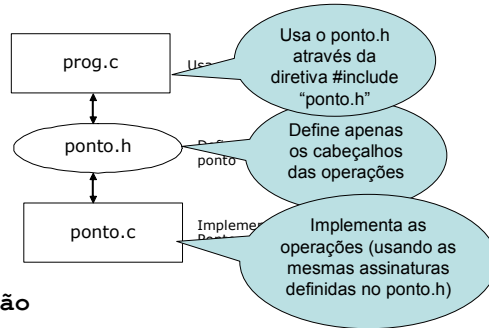 prog.c
Usa o ponto.h
através da
diretiva #include
“ponto.h”
ponto.h
ponto
Define apenas
os cabeçalhos
das operações
ponto.c
Implementa as
operações (usando as
mesmas assinaturas
definidas no ponto.h)
ão